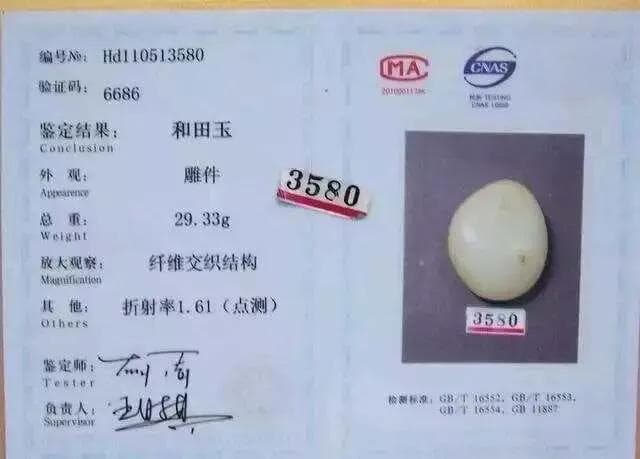 编号№: Hd110513580
验证码: 6686
鉴定结果: 和田玉
Conclusion
外观: 雕件
Appearence
总重: 29.33g
Weight
放大观察: 纤维交织结构
Magnification
其他: 折射率1.61(点测)
Others
鉴定师:
Tester
负责人:
Supervisor
3580
MA
CNAS
3580
检测标准: GB/T 16552, GB/T 16553,
GB/T 16554, GB 11887